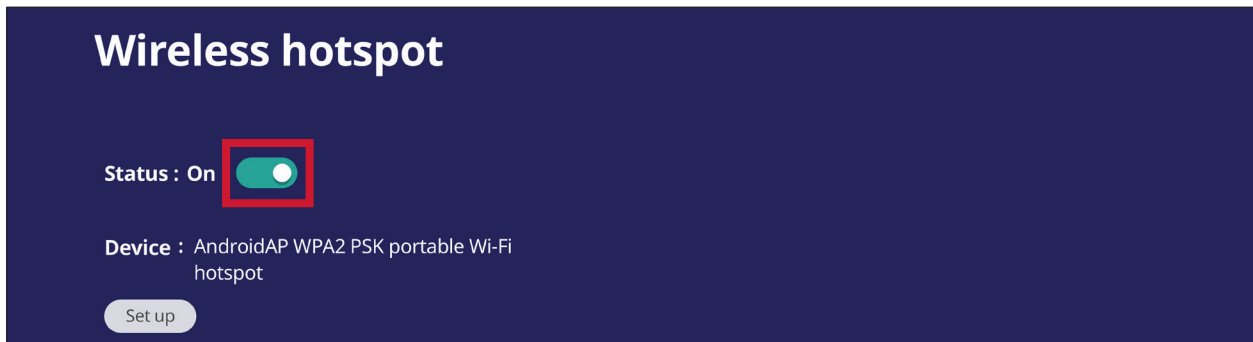 Wireless hotspot
Status : On
Device : AndroidAP WPA2 PSK portable Wi-Fi
hotspot
Set up